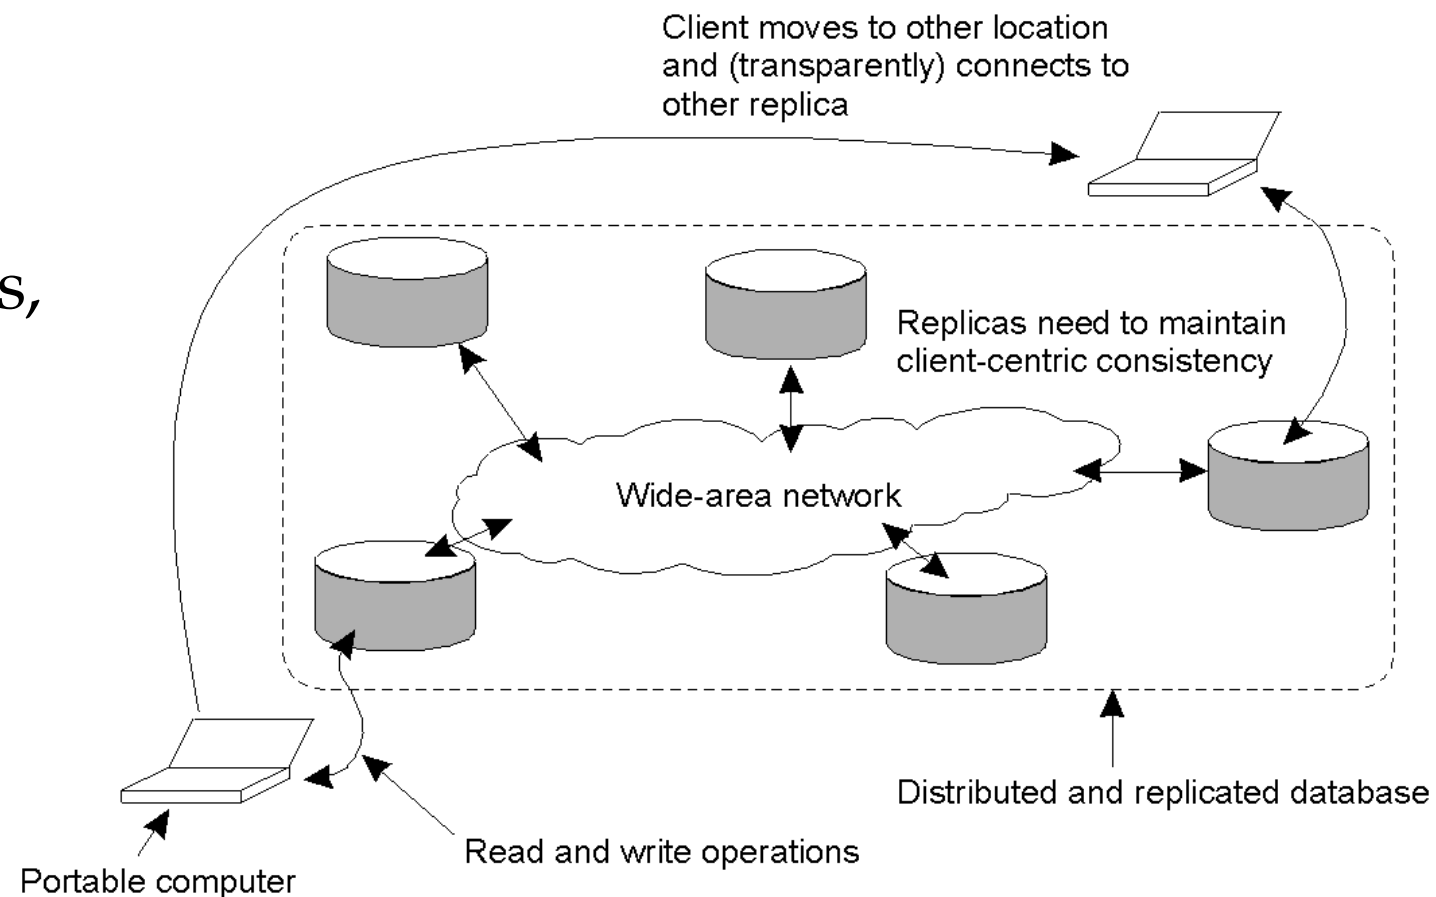 Client moves to other location
and (transparently) connects to
other replica
s,
Replicas need to maintain
client-centric consistency
Wide-area network
Distributed and replicated database
Read and write operations
Portable computer